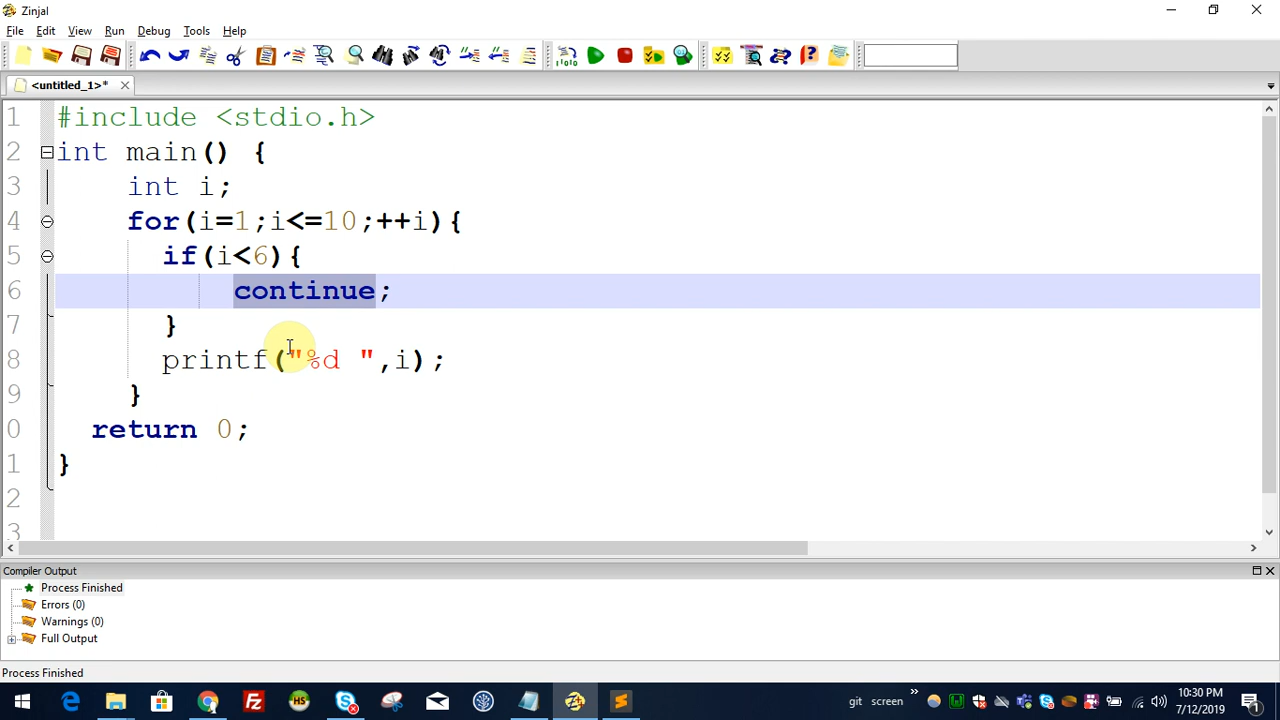 Zinjal
File Edit View Run Debug Tools Help
<untitled_1>*
1 #include <stdio.h>
2 int main() {
3 int i;
4 for(i=1;i<=10;++i){
5 if(i<6){
6 continue;
7 }
8 printf("%d ",i);
9 }
0 return 0;
1 }
2
3
Compiler Output
Process Finished
Errors (0)
Warnings (0)
Full Output
Process Finished
git screen
10:30 PM
7/12/2019